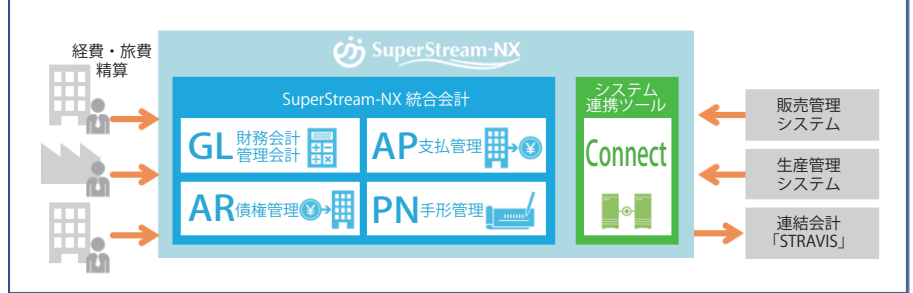 経費・旅費
精算
SuperStream-NX
SuperStream-NX 統合会計
GL 財務会計
管理会計
AP 支払管理
AR 債権管理
PN 手形管理
システム
連携ツール
Connect
販売管理
システム
生産管理
システム
連結会計
「STRAVIS」